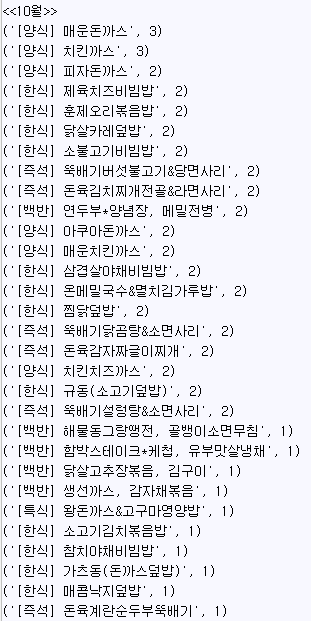 <<10월>>
('[양식] 매운돈까스', 3)
('[양식] 치킨까스', 3)
('[양식] 피자돈까스', 2)
('[한식] 제육치즈비빔밥', 2)
('[한식] 훈제오리볶음밥', 2)
('[한식] 닭살카레덮밥', 2)
('[한식] 소불고기비빔밥', 2)
('[즉석] 뚝배기버섯불고기&당면사리', 2)
('[즉석] 돈육김치찌개전골&라면사리', 2)
('[백반] 연두부*양념장, 메밀전병', 2)
('[양식] 아쿠아돈까스', 2)
('[양식] 매운치킨까스', 2)
('[한식] 삼겹살야채비빔밥', 2)
('[한식] 온메밀국수&멸치김가루밥', 2)
('[한식] 찜닭덮밥', 2)
('[즉석] 뚝배기닭곰탕&소면사리', 2)
('[즉석] 돈육감자짜글이찌개', 2)
('[양식] 치킨치즈까스', 2)
('[한식] 규동(소고기덮밥)', 2)
('[즉석] 뚝배기설렁탕&소면사리', 2)
('[백반] 해물동그랑땡전, 골뱅이소면무침', 1)
('[백반] 함박스테이크*케첩, 유부맛살냉채', 1)
('[백반] 닭살고추장볶음, 김구이', 1)
('[백반] 생선까스, 감자채볶음', 1)
('[특식] 왕돈까스&고구마영양밥', 1)
('[한식] 소고기김치볶음밥', 1)
('[한식] 참치야채비빔밥', 1)
('[한식] 가츠동(돈까스덮밥)', 1)
('[한식] 매콤낙지덮밥', 1)
('[즉석] 돈육계란순두부뚝배기', 1)